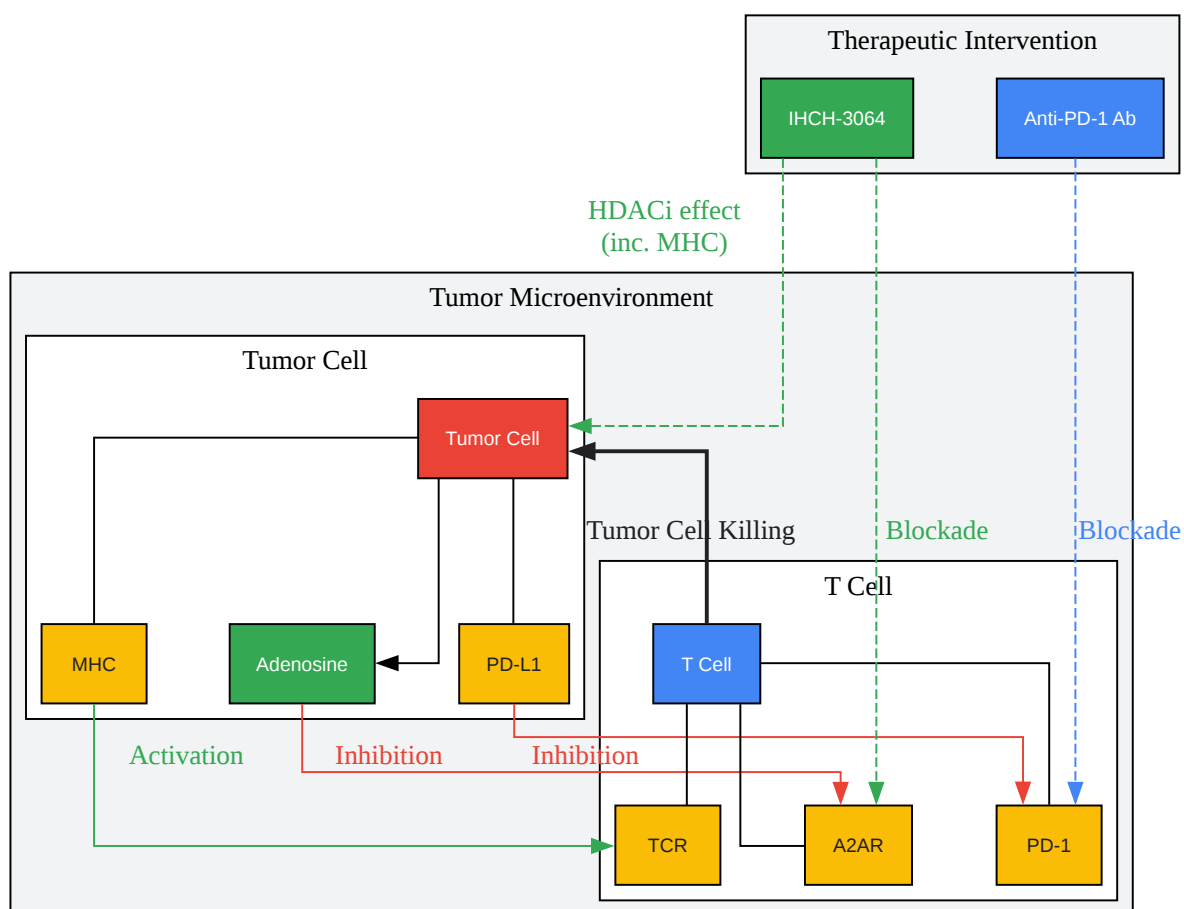 Therapeutic Intervention
IHCH-3064
Anti-PD-1 Ab
HDACi effect
(inc. MHC)
Tumor Microenvironment
Tumor Cell
Tumor Cell
Tumor Cell Killing
Blockade
Blockade
T Cell
MHC
Adenosine
PD-L1
T Cell
Activation
Inhibition
Inhibition
TCR
A2AR
PD-1